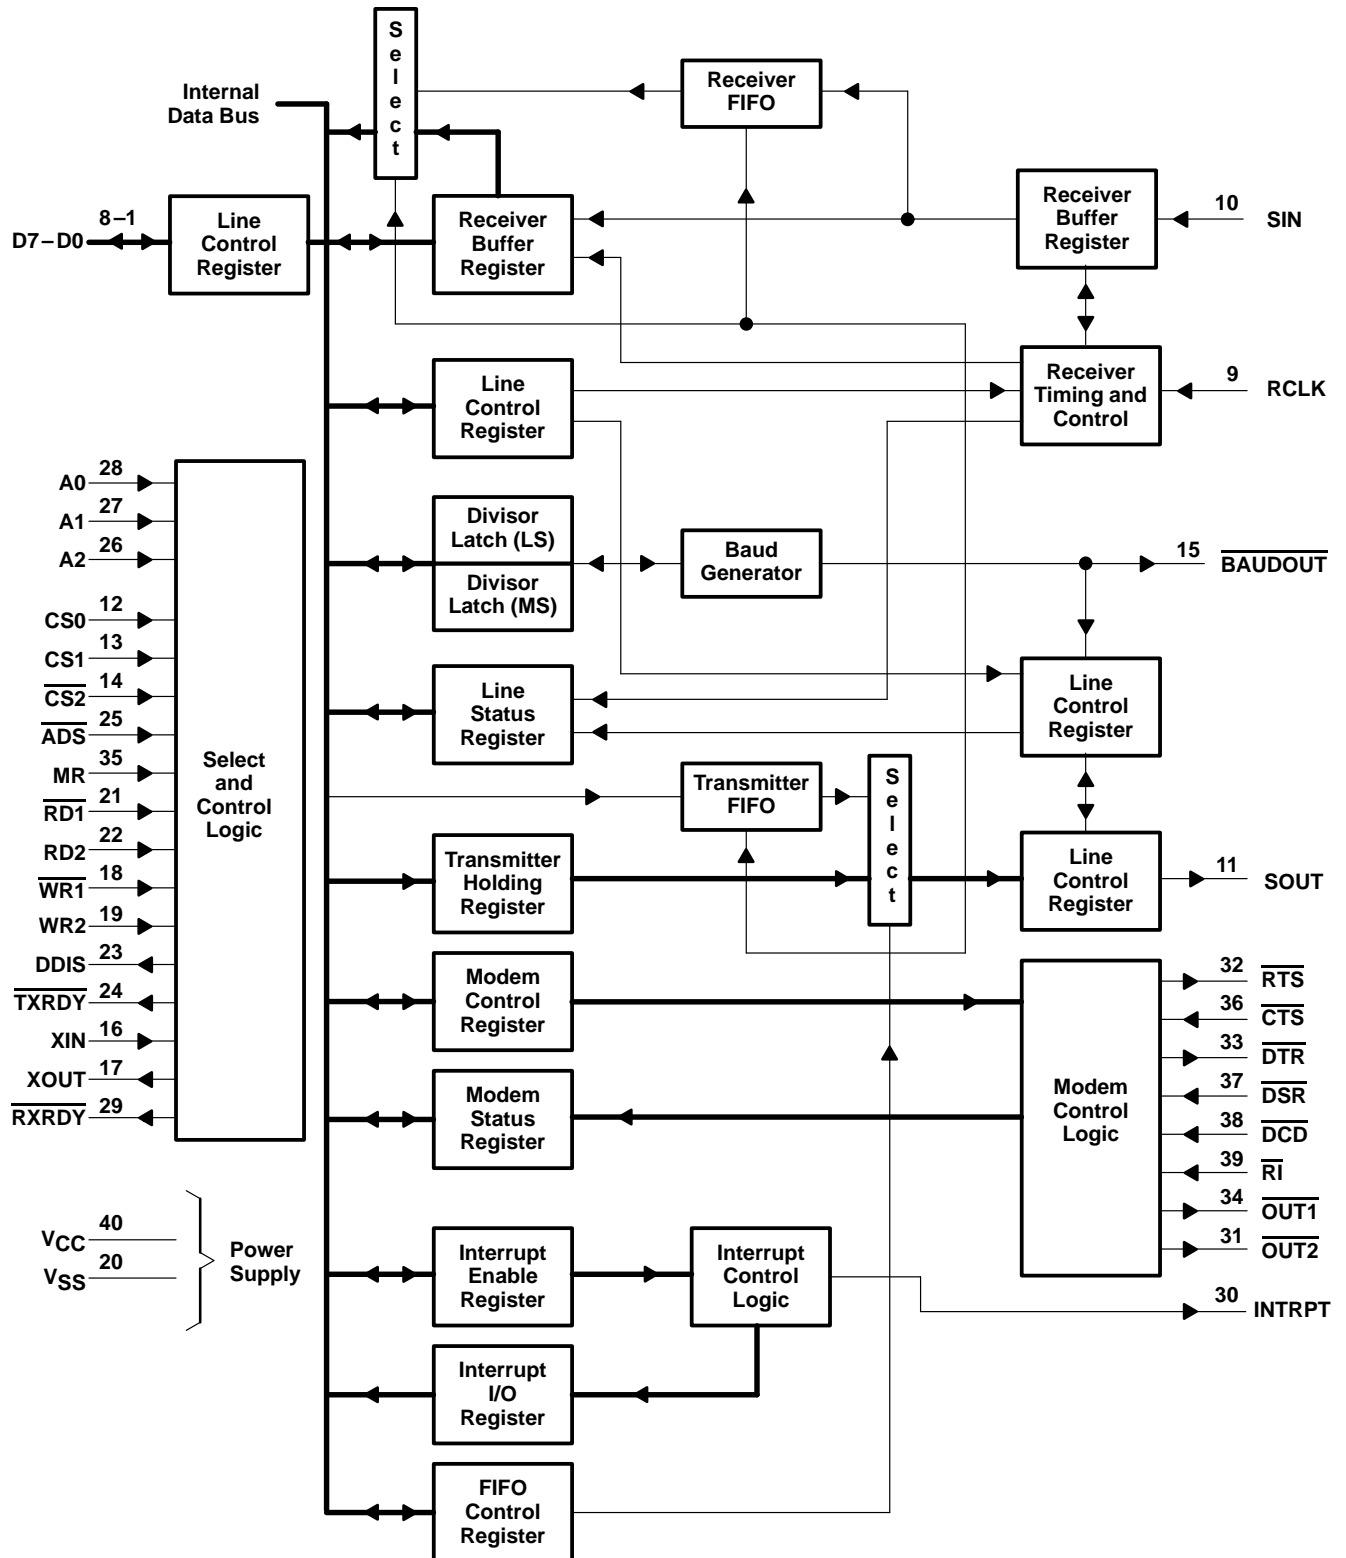 S
e
l
e
c
t
Internal
Data Bus
Receiver
FIFO
8–1
D7–D0
Line
Control
Register
Receiver
Buffer
Register
Receiver
Buffer
Register
10
SIN
Line
Control
Register
Receiver
Timing and
Control
9
RCLK
28
A0
27
A1
26
A2
12
CS0
13
CS1
14
CS2
25
ADS
35
MR
21
RD1
22
RD2
18
WR1
19
WR2
23
DDIS
24
TXRDY
16
XIN
17
XOUT
29
RXRDY
Select
and
Control
Logic
Divisor
Latch (LS)
Divisor
Latch (MS)
Baud
Generator
15
BAUDOUT
Line
Status
Register
Line
Control
Register
Transmitter
FIFO
S
e
l
e
c
t
Transmitter
Holding
Register
Line
Control
Register
11
SOUT
Modem
Control
Register
Modem
Status
Register
Modem
Control
Logic
32
RTS
36
CTS
33
DTR
37
DSR
38
DCD
39
RI
34
OUT1
31
OUT2
40
VCC
20
VSS
Power
Supply
Interrupt
Enable
Register
Interrupt
Control
Logic
30
INTRPT
Interrupt
I/O
Register
FIFO
Control
Register